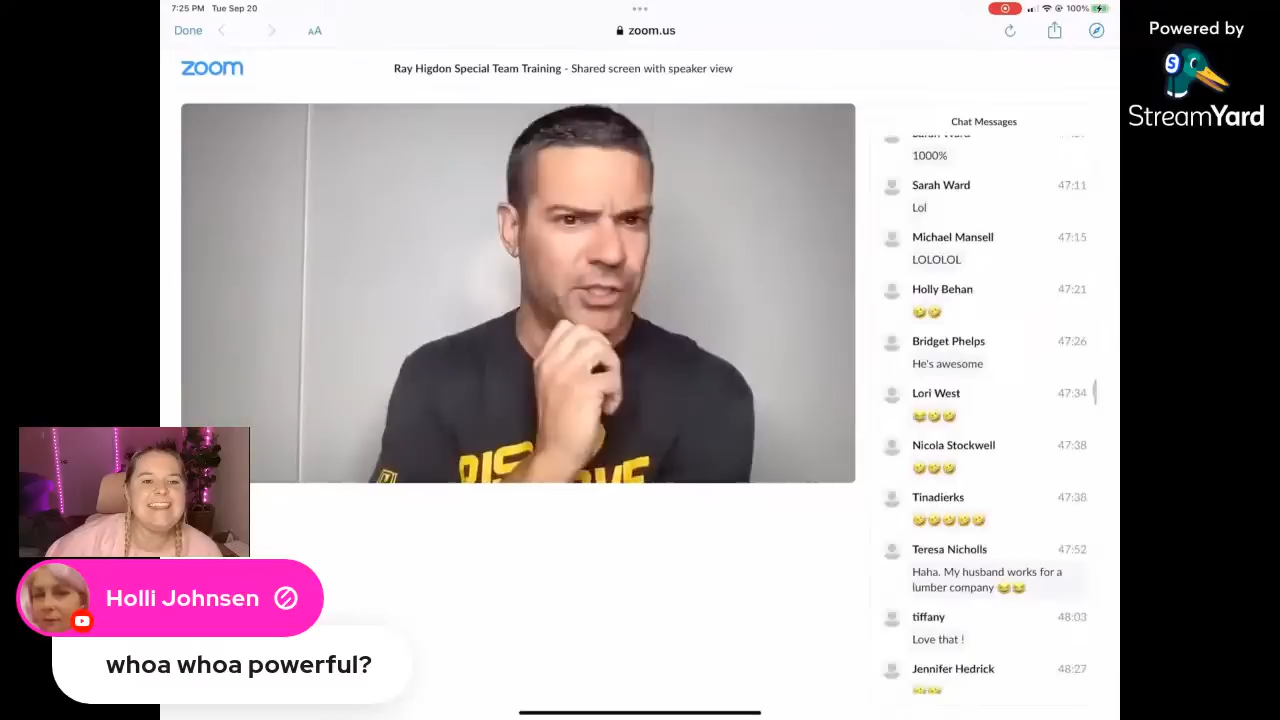 7:25 PM Tue Sep 20
100%
Done
AA
zoom.us
Powered by
StreamYard
zoom
Ray Higdon Special Team Training - Shared screen with speaker view
Chat Messages
Sarah Ward
1000%
Sarah Ward 47:11
Lol
Michael Mansell 47:15
LOLOLOL
Holly Behan 47:21
🤣🤣
Bridget Phelps 47:26
He's awesome
Lori West 47:34
😂🤣🤣
Nicola Stockwell 47:38
🤣🤣🤣
Tinadierks 47:38
🤣🤣🤣🤣🤣
Teresa Nicholls 47:52
Haha. My husband works for a
lumber company 😂😂
tiffany 48:03
Love that !
Jennifer Hedrick 48:27
Holli Johnsen
whoa whoa powerful?